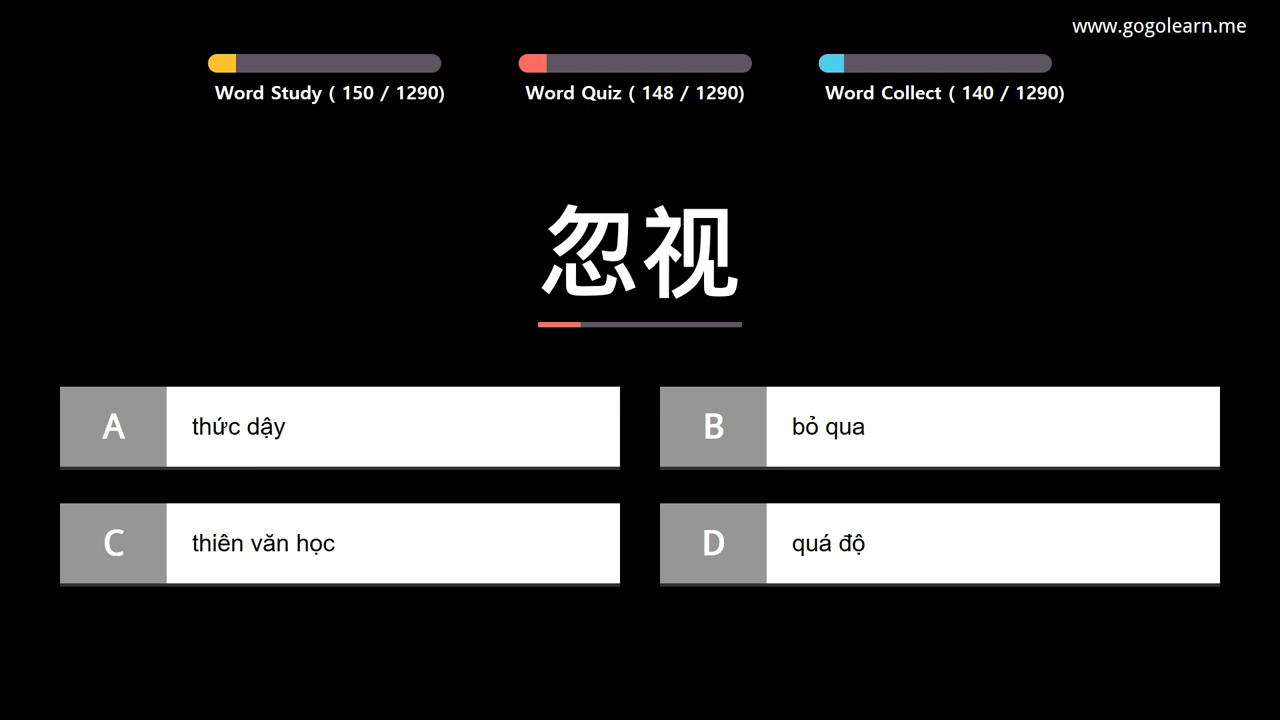 www.gogolearn.me
Word Study ( 150 / 1290)
Word Quiz ( 148 / 1290)
Word Collect ( 140 / 1290)
忽视
A thức dậy
B bỏ qua
C thiên văn học
D quá độ